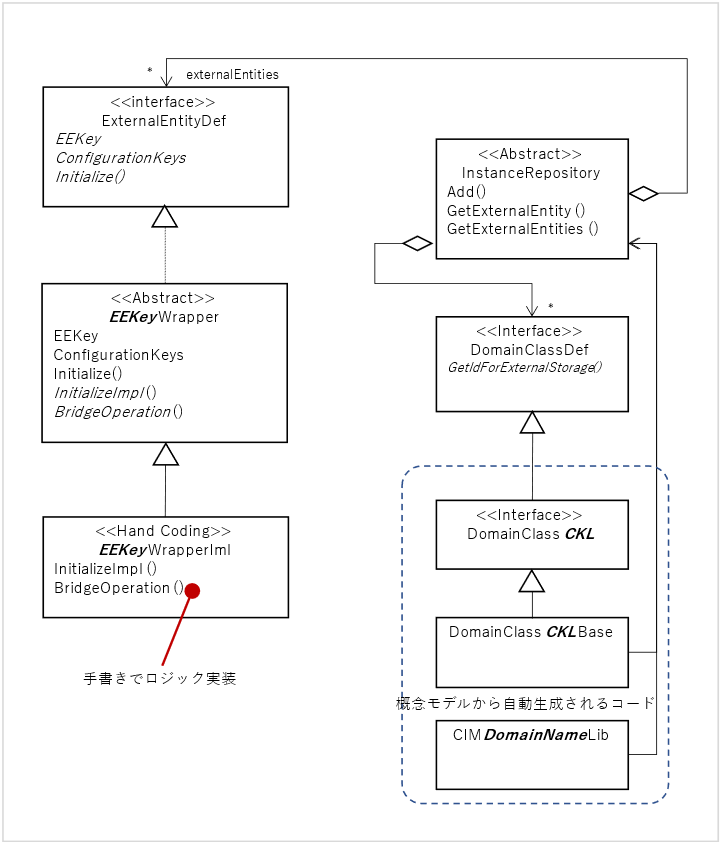 * externalEntities
<<interface>>
ExternalEntityDef
EEKey
ConfigurationKeys
Initialize()
<<Abstract>>
InstanceRepository
Add()
GetExternalEntity()
GetExternalEntities()
*
<<Abstract>>
EEKeyWrapper
EEKey
ConfigurationKeys
Initialize()
InitializeImpl()
BridgeOperation()
<<Interface>>
DomainClassDef
GetIdForExternalStorage()
<<Hand Coding>>
EEKeyWrapperIml
InitializeImpl()
BridgeOperation()
手書きでロジック実装
<<Interface>>
DomainClass CKL
DomainClass CKLBase
概念モデルから自動生成されるコード
CIMDomainNameLib